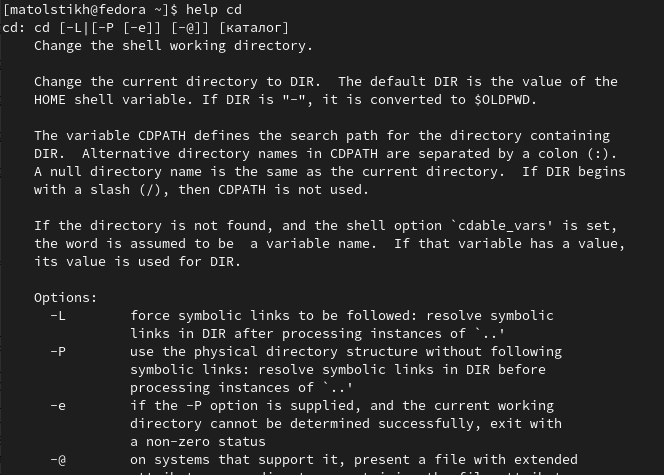 [matolstikh@fedora ~]$ help cd
cd: cd [-L|[-P [-e]] [-@]] [каталог]
Change the shell working directory.
Change the current directory to DIR.  The default DIR is the value of the
HOME shell variable. If DIR is "-", it is converted to $OLDPWD.
The variable CDPATH defines the search path for the directory containing
DIR.  Alternative directory names in CDPATH are separated by a colon (:).
A null directory name is the same as the current directory.  If DIR begins
with a slash (/), then CDPATH is not used.
If the directory is not found, and the shell option `cdable_vars' is set,
the word is assumed to be  a variable name.  If that variable has a value,
its value is used for DIR.
Options:
-L        force symbolic links to be followed: resolve symbolic
links in DIR after processing instances of `..'
-P        use the physical directory structure without following
symbolic links: resolve symbolic links in DIR before
processing instances of `..'
-e        if the -P option is supplied, and the current working
directory cannot be determined successfully, exit with
a non-zero status
-@        on systems that support it, present a file with extended